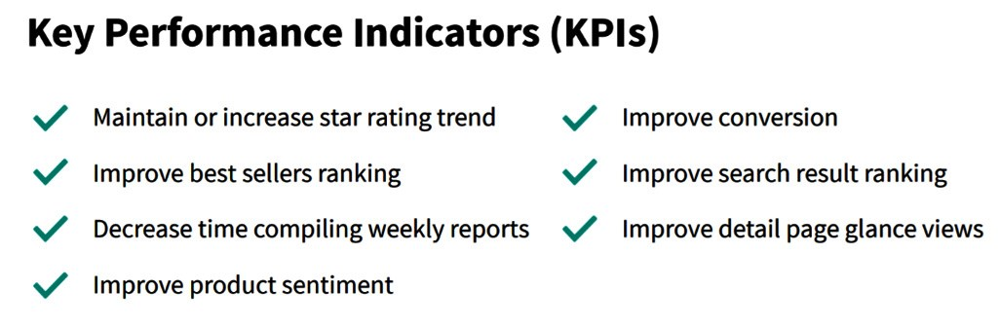 Key Performance Indicators (KPIs)
Maintain or increase star rating trend
Improve best sellers ranking
Decrease time compiling weekly reports
Improve product sentiment
Improve conversion
Improve search result ranking
Improve detail page glance views